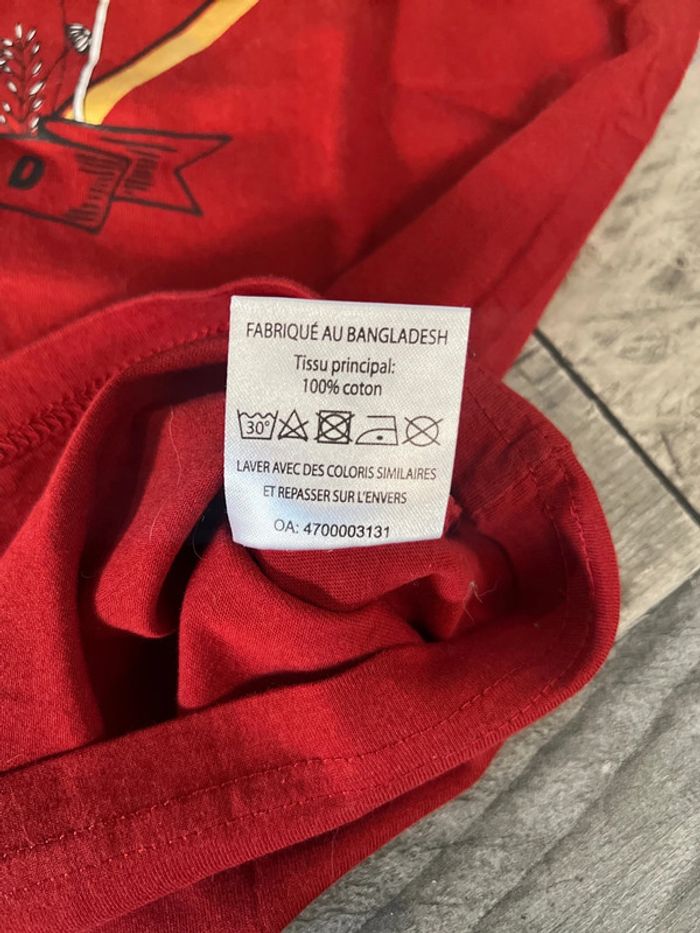 D
FABRIQUÉ AU BANGLADESH
Tissu principal:
100% coton
30°
LAVER AVEC DES COLORIS SIMILAIRES
ET REPASSER SUR L'ENVERS
OA: 4700003131